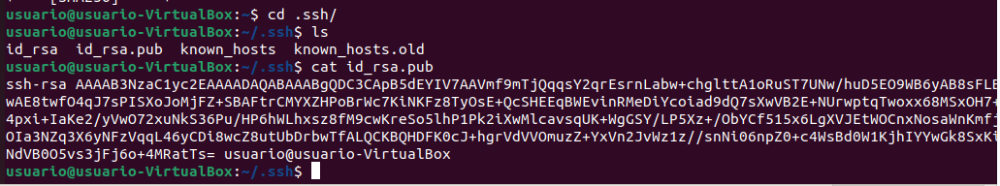 usuario@usuario-VirtualBox:~$ cd .ssh/
usuario@usuario-VirtualBox:~/.ssh$ ls
id_rsa  id_rsa.pub  known_hosts  known_hosts.old
usuario@usuario-VirtualBox:~/.ssh$ cat id_rsa.pub
ssh-rsa AAAAB3NzaC1yc2EAAAADAQABAAABgQDC3CApB5dEYIV7AAVmf9mTjQqqsY2qrEsrnLabw+chglttA1oRuST7UNw/huD5EO9WB6yAB8sFLE
wAE8twfO4qJ7sPISXoJoMjFZ+SBAFtrCMYXZHPoBrWc7KiNKFz8TyOsE+QcSHEEqBWEvinRMeDiYcoiad9dQ7sXwVB2E+NUrwptqTwoxx68MSxOH7+
4pxi+IaKe2/yVwO72xuNkS36Pu/HP6hWLhxsz8fM9cwKreSo5lhP1Pk2iXwMlcavsqUK+WgGSY/LP5Xz+/ObYCf515x6LgXVJEtWOCnxNosaWnKmfj
OIa3NZq3X6yNFzVqqL46yCDi8wcZ8utUbDrbwTfALQCKBQHDFK0cJ+hgrVdVVOmuzZ+YxVn2JvWz1z//snNi06npZ0+c4WsBd0W1KjhIYYwGk8SxKi
NdVB0O5vs3jFj6o+4MRatTs= usuario@usuario-VirtualBox
usuario@usuario-VirtualBox:~/.ssh$